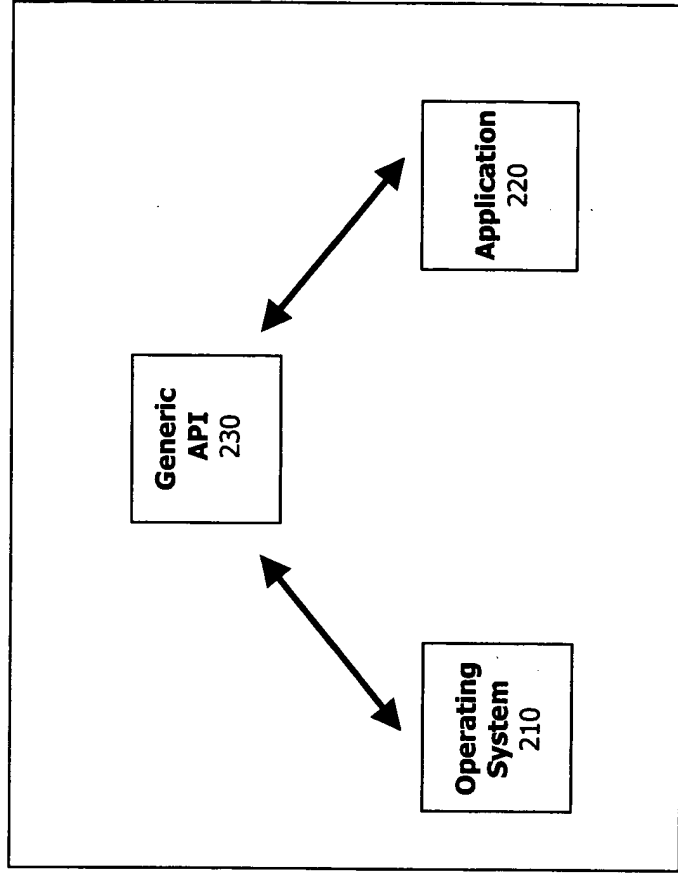 Generic
API
230
Operating
System
210
Application
220